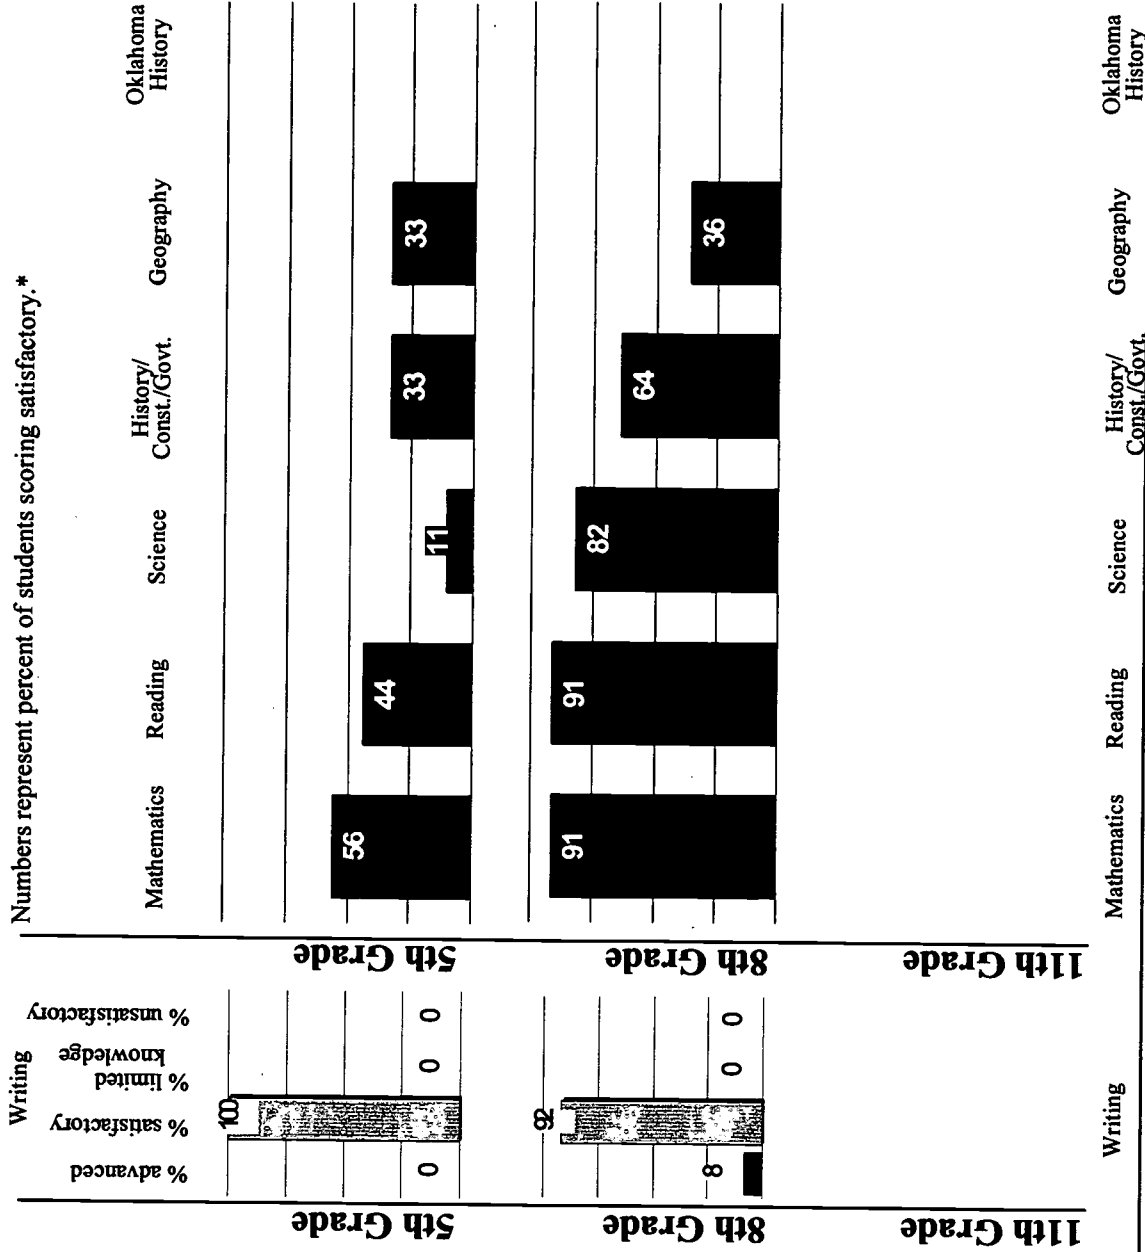 Numbers represent percent of students scoring satisfactory.*
Writing
% advanced
% satisfactory
% limited
knowledge
% unsatisfactory
Mathematics
Reading
Science
History/
Const./Govt.
Geography
Oklahoma
History
5th Grade
0
100
0
0
5th Grade
56
44
11
33
33
8th Grade
8
92
0
0
8th Grade
91
91
82
64
36
11th Grade
11th Grade
Writing
Mathematics
Reading
Science
History/
Const./Govt.
Geography
Oklahoma
History